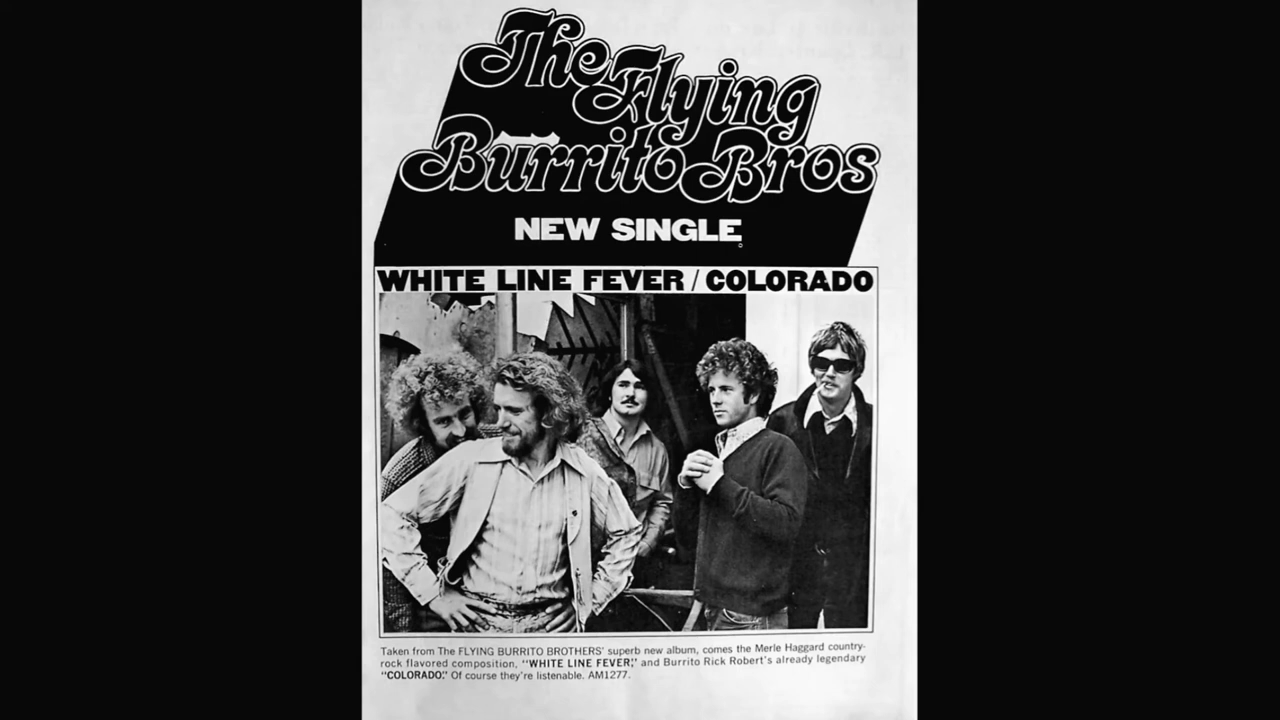 The Flying
Burrito Bros
NEW SINGLE
WHITE LINE FEVER / COLORADO
Taken from The FLYING BURRITO BROTHERS' superb new album, comes the Merle Haggard country-
rock flavored composition, "WHITE LINE FEVER," and Burrito Rick Robert's already legendary
"COLORADO." Of course they're listenable. AM1277.